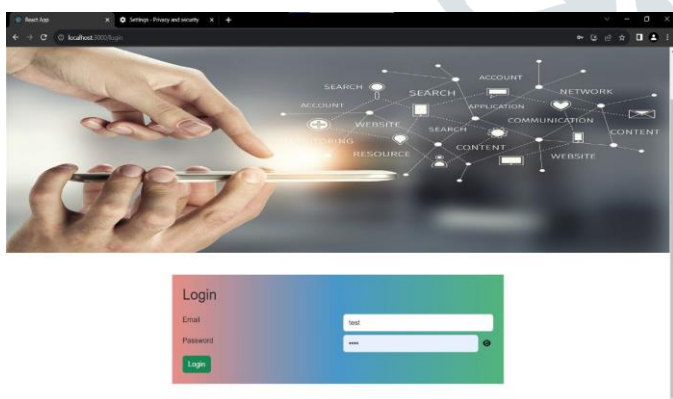 React App
Settings - Privacy and security
localhost:3000/login
SEARCH
ACCOUNT
SEARCH
NETWORK
ACCOUNT
APPLICATION
WEBSITE
SEARCH
COMMUNICATION
CONTENT
RESOURCE
CONTENT
WEBSITE
Login
Email
test
Password
••••
Login